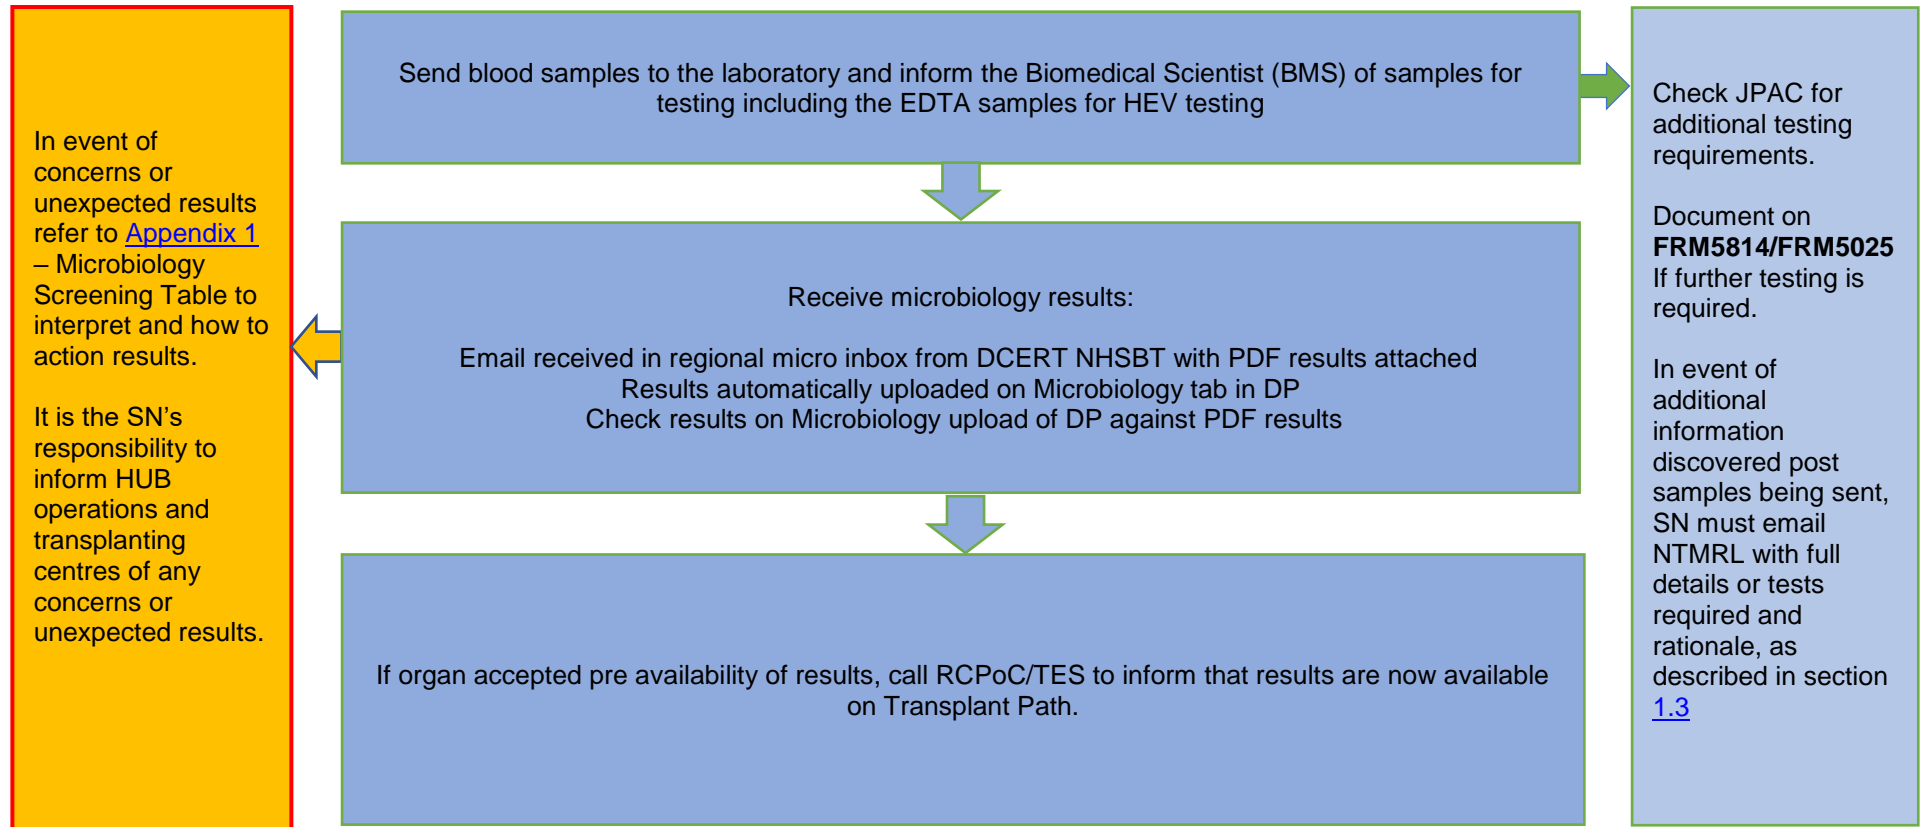 In event of
concerns or
unexpected results
refer to Appendix 1
– Microbiology
Screening Table to
interpret and how to
action results.
It is the SN’s
responsibility to
inform HUB
operations and
transplanting
centres of any
concerns or
unexpected results.
Send blood samples to the laboratory and inform the Biomedical Scientist (BMS) of samples for
testing including the EDTA samples for HEV testing
Receive microbiology results:
Email received in regional micro inbox from DCERT NHSBT with PDF results attached
Results automatically uploaded on Microbiology tab in DP
Check results on Microbiology upload of DP against PDF results
If organ accepted pre availability of results, call RCPoC/TES to inform that results are now available
on Transplant Path.
Check JPAC for
additional testing
requirements.
Document on
FRM5814/FRM5025
If further testing is
required.
In event of
additional
information
discovered post
samples being sent,
SN must email
NTMRL with full
details or tests
required and
rationale, as
described in section
1.3